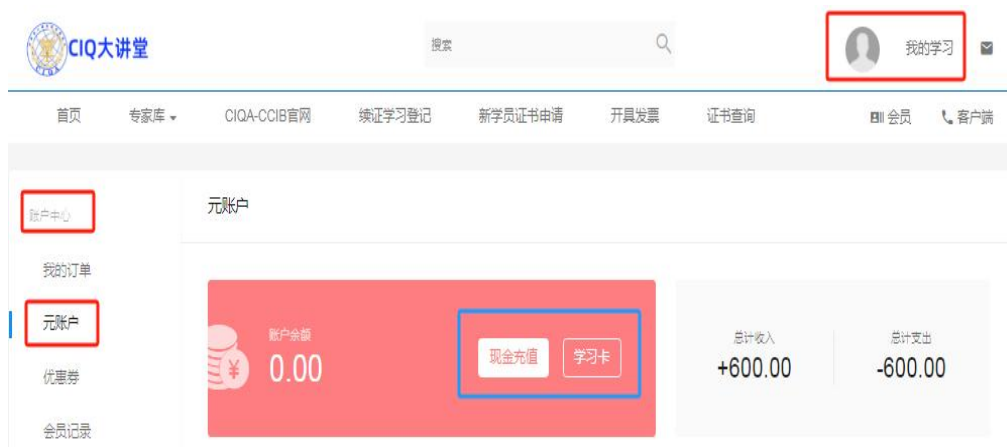 CIQ大讲堂
搜索
我的学习
首页 专家库 CIQA-CCIB官网 续证学习登记 新学员证书申请 开具发票 证书查询 会员 客户端
账户中心
元账户
我的订单
元账户
优惠券
会员记录
账户余额
0.00
现金充值 学习卡
总计收入
+600.00
总计支出
-600.00